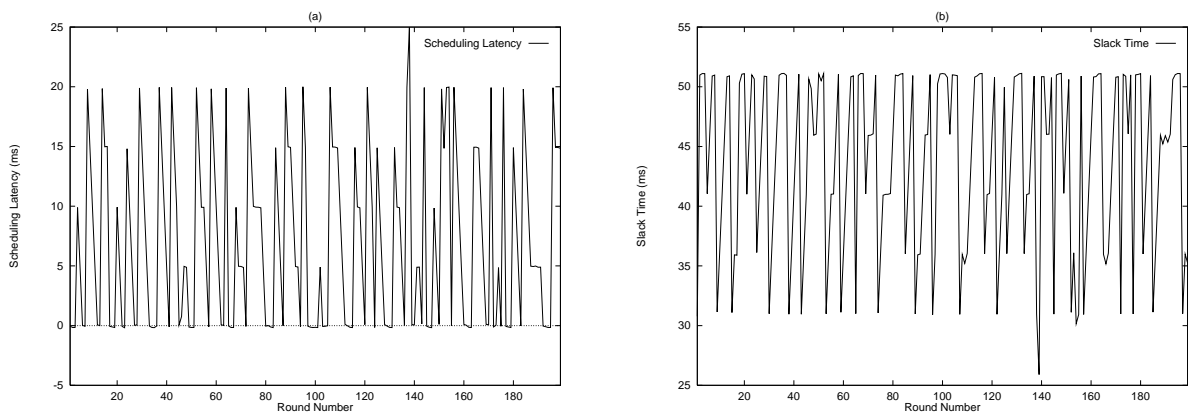 (a)
Scheduling Latency (ms)
25
20
15
10
5
0
-5
Scheduling Latency
20 40 60 80 100 120 140 160 180
Round Number
(b)
Slack Time (ms)
55
50
45
40
35
30
25
Slack Time
20 40 60 80 100 120 140 160 180
Round Number